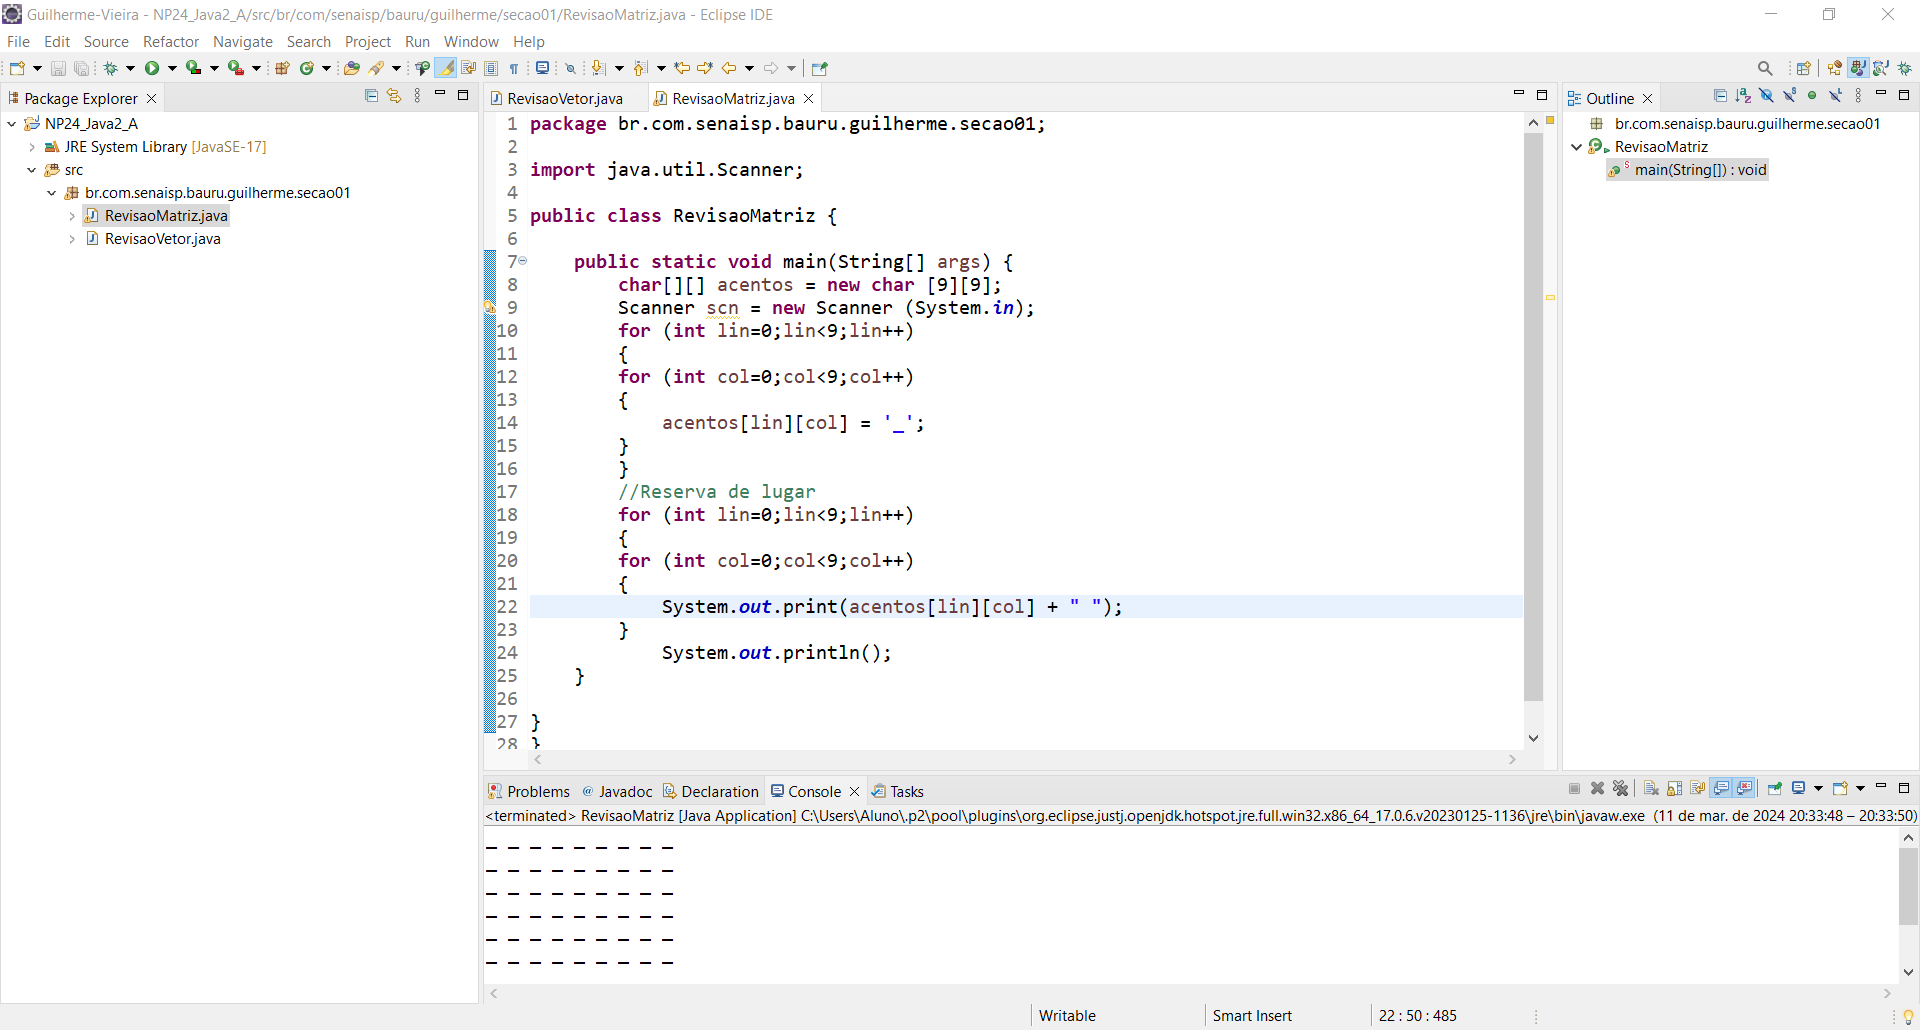 Guilherme-Vieira - NP24_Java2_A/src/br/com/senaisp/bauru/guilherme/secao01/RevisaoMatriz.java - Eclipse IDE
File Edit Source Refactor Navigate Search Project Run Window Help
Package Explorer
NP24_Java2_A
JRE System Library [JavaSE-17]
src
br.com.senaisp.bauru.guilherme.secao01
RevisaoMatriz.java
RevisaoVetor.java
RevisaoVetor.java RevisaoMatriz.java
1 package br.com.senaisp.bauru.guilherme.secao01;
2
3 import java.util.Scanner;
4
5 public class RevisaoMatriz {
6
7 public static void main(String[] args) {
8 char[][] acentos = new char [9][9];
9 Scanner scn = new Scanner (System.in);
10 for (int lin=0;lin<9;lin++)
11 {
12 for (int col=0;col<9;col++)
13 {
14 acentos[lin][col] = '_';
15 }
16 }
17 //Reserva de lugar
18 for (int lin=0;lin<9;lin++)
19 {
20 for (int col=0;col<9;col++)
21 {
22 System.out.print(acentos[lin][col] + " ");
23 }
24 System.out.println();
25 }
26
27 }
28 }
Outline
br.com.senaisp.bauru.guilherme.secao01
RevisaoMatriz
main(String[]) : void
Problems @ Javadoc Declaration Console Tasks
<terminated> RevisaoMatriz [Java Application] C:\Users\Aluno\.p2\pool\plugins\org.eclipse.justj.openjdk.hotspot.jre.full.win32.x86_64_17.0.6.v20230125-1136\jre\bin\javaw.exe (11 de mar. de 2024 20:33:48 – 20:33:50)
_ _ _ _ _ _ _ _ _
_ _ _ _ _ _ _ _ _
_ _ _ _ _ _ _ _ _
_ _ _ _ _ _ _ _ _
_ _ _ _ _ _ _ _ _
_ _ _ _ _ _ _ _ _
Writable Smart Insert 22 : 50 : 485